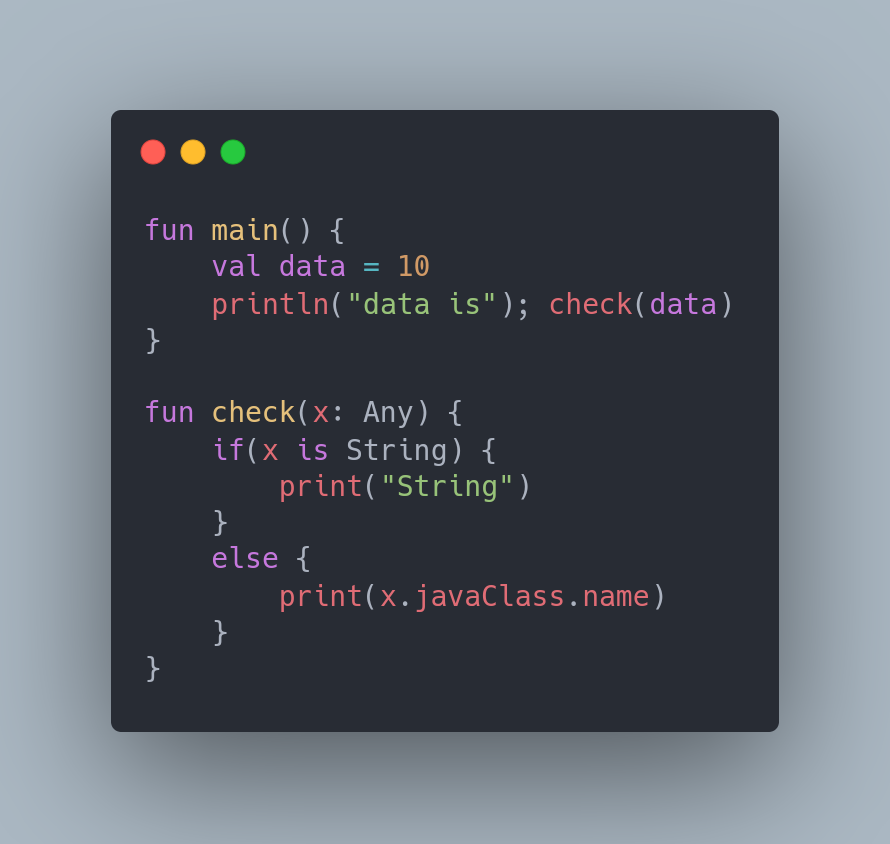 fun main() {
    val data = 10
    println("data is"); check(data)
}

fun check(x: Any) {
    if(x is String) {
        print("String")
    }
    else {
        print(x.javaClass.name)
    }
}